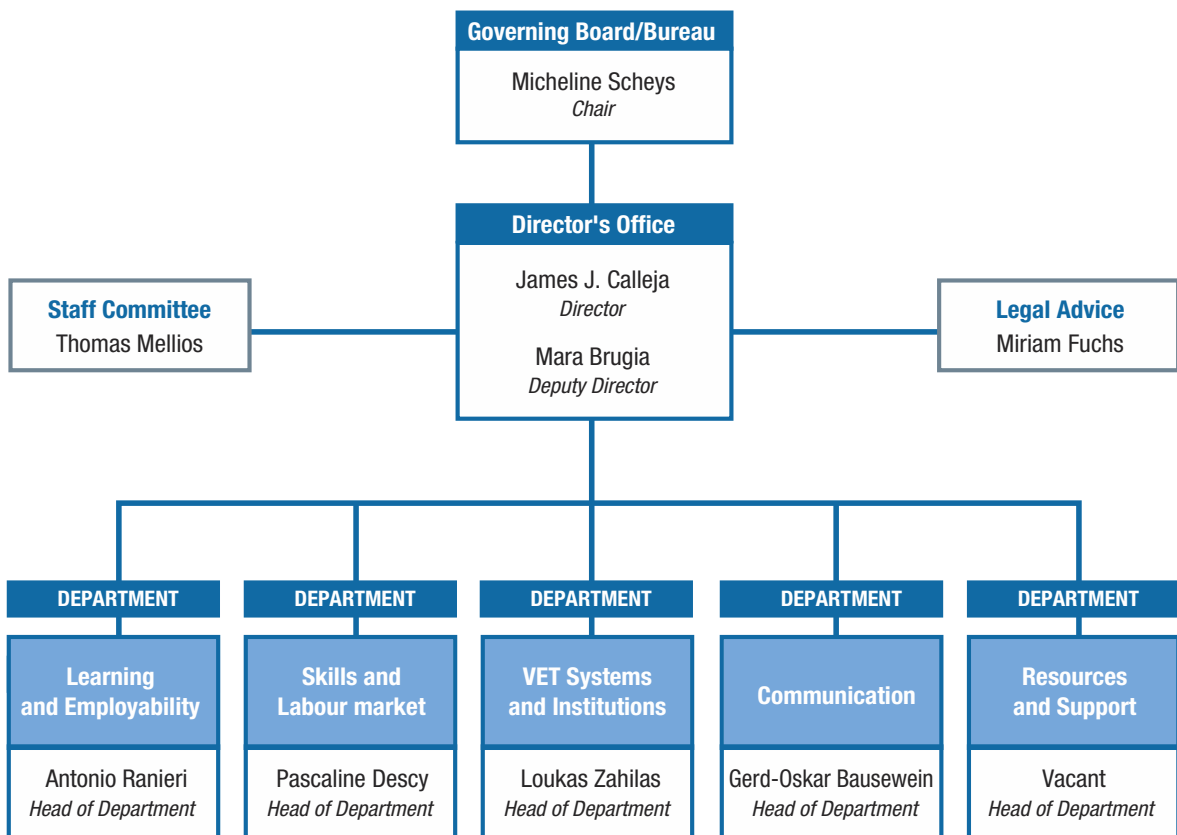 Governing Board/Bureau
Micheline Scheys
Chair
Director's Office
James J. Calleja
Director
Mara Brugia
Deputy Director
Staff Committee
Thomas Mellios
Legal Advice
Miriam Fuchs
DEPARTMENT
Learning
and Employability
Antonio Ranieri
Head of Department
DEPARTMENT
Skills and
Labour market
Pascaline Descy
Head of Department
DEPARTMENT
VET Systems
and Institutions
Loukas Zahilas
Head of Department
DEPARTMENT
Communication
Gerd-Oskar Bausewein
Head of Department
DEPARTMENT
Resources
and Support
Vacant
Head of Department